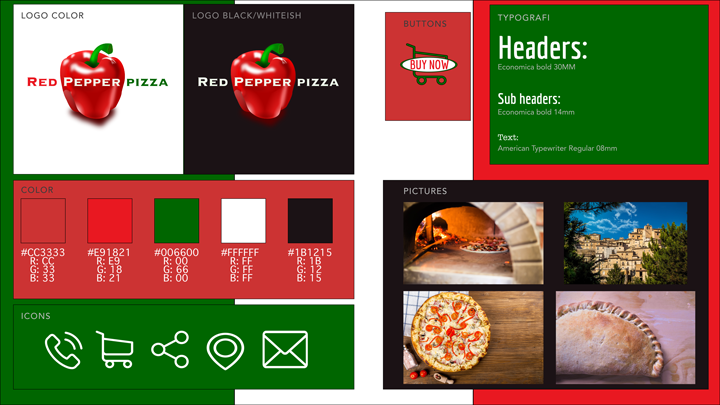 LOGO COLOR
Red Pepper pizza
LOGO BLACK/WHITEISH
Red Pepper pizza
COLOR
#CC3333
R: CC
G: 33
B: 33
#E91821
R: E9
G: 18
B: 21
#006600
R: 00
G: 66
B: 00
#FFFFFF
R: FF
G: FF
B: FF
#1B1215
R: 1B
G: 12
B: 15
ICONS
BUTTONS
BUY NOW
TYPOGRAFI
Headers:
Economica bold 30MM
Sub headers:
Economica bold 14mm
Text:
American Typewriter Regular 08mm
PICTURES